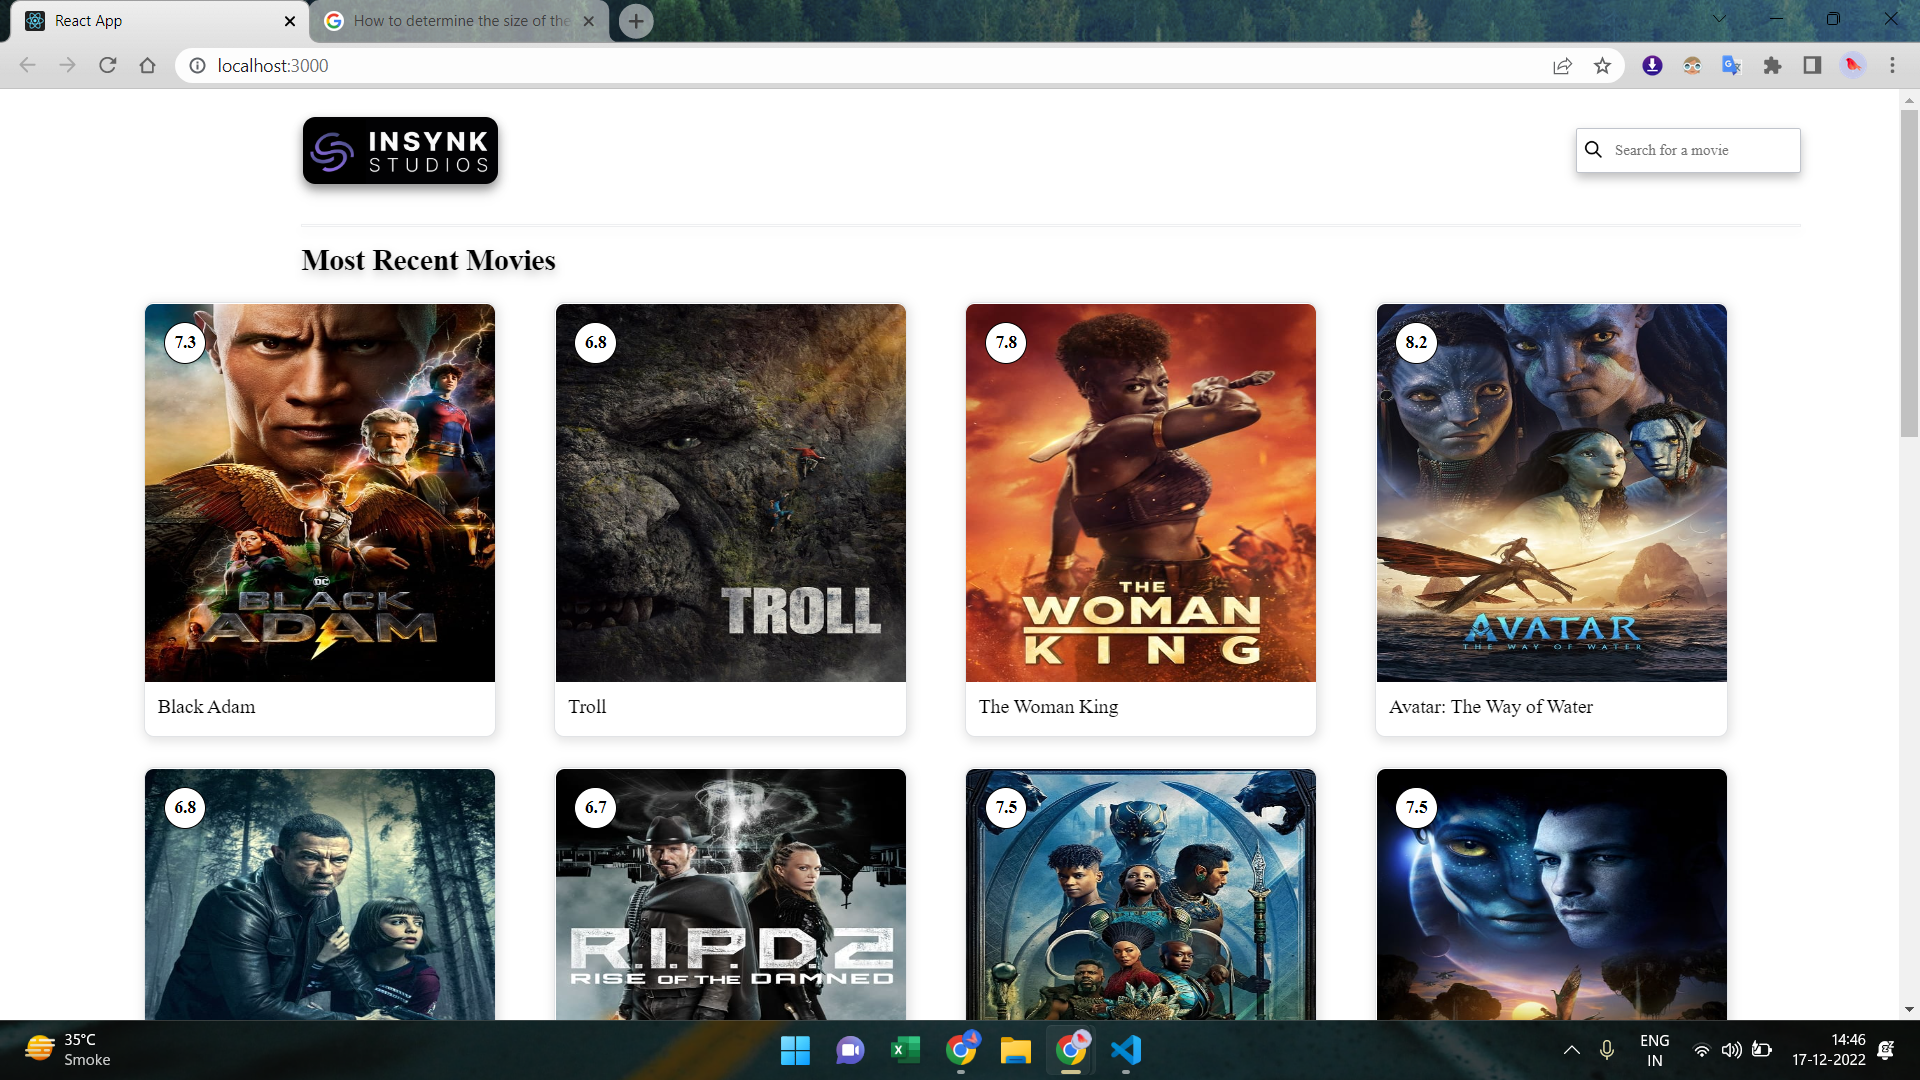 React App
How to determine the size of the
localhost:3000
INSYNK
STUDIOS
Search for a movie
Most Recent Movies
7.3
6.8
7.8
8.2
DC
BLACK
ADAM
TROLL
THE
WOMAN
KING
AVATAR
THE WAY OF WATER
Black Adam
Troll
The Woman King
Avatar: The Way of Water
6.8
6.7
7.5
7.5
R.I.P.D.2
RISE OF THE DAMNED
35°C
Smoke
ENG
IN
14:46
17-12-2022